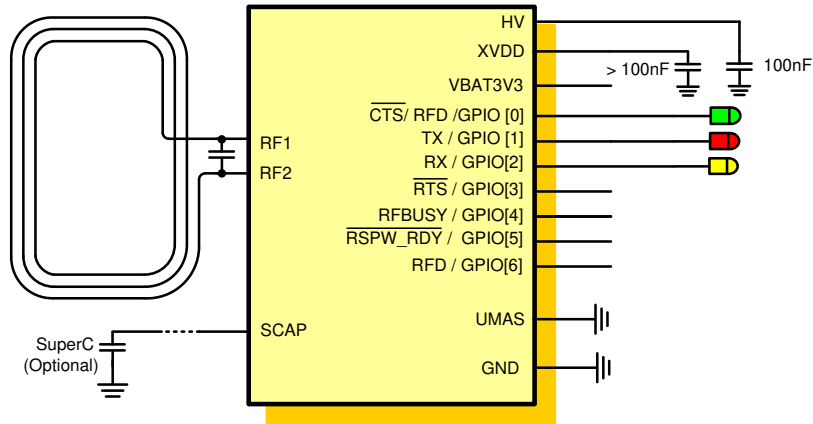 HV
XVDD
> 100nF
100nF
VBAT3V3
CTS/ RFD /GPIO [0]
TX / GPIO [1]
RX / GPIO[2]
RTS / GPIO[3]
RFBUSY / GPIO[4]
RSPW_RDY / GPIO[5]
RFD / GPIO[6]
RF1
RF2
SCAP
SuperC
(Optional)
UMAS
GND